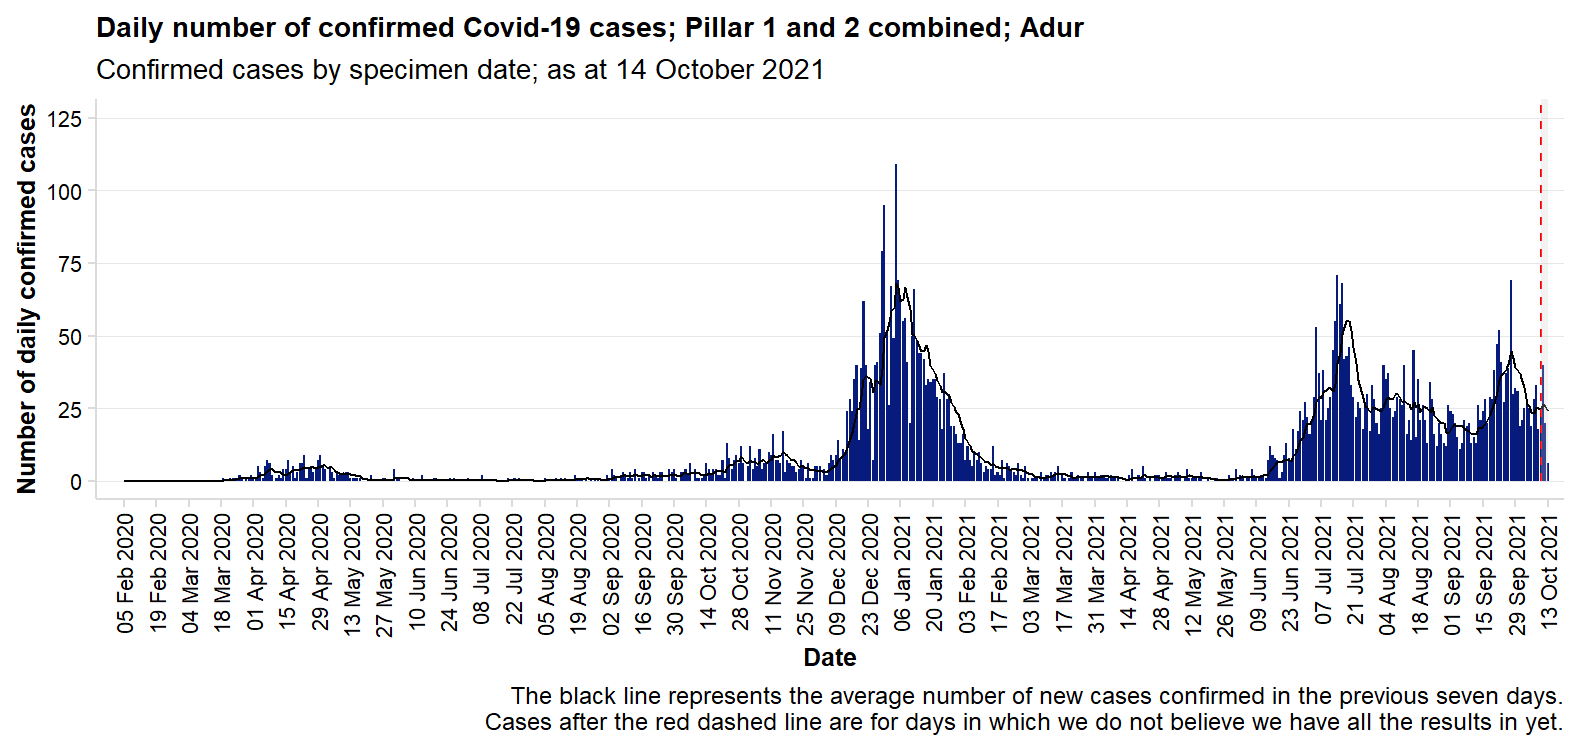 Daily number of confirmed Covid-19 cases; Pillar 1 and 2 combined; Adur
Confirmed cases by specimen date; as at 14 October 2021
Number of daily confirmed cases
125
100
75
50
25
0
05 Feb 2020
19 Feb 2020
04 Mar 2020
18 Mar 2020
01 Apr 2020
15 Apr 2020
29 Apr 2020
13 May 2020
27 May 2020
10 Jun 2020
24 Jun 2020
08 Jul 2020
22 Jul 2020
05 Aug 2020
19 Aug 2020
02 Sep 2020
16 Sep 2020
30 Sep 2020
14 Oct 2020
28 Oct 2020
11 Nov 2020
25 Nov 2020
09 Dec 2020
23 Dec 2020
06 Jan 2021
20 Jan 2021
03 Feb 2021
17 Feb 2021
03 Mar 2021
17 Mar 2021
31 Mar 2021
14 Apr 2021
28 Apr 2021
12 May 2021
26 May 2021
09 Jun 2021
23 Jun 2021
07 Jul 2021
21 Jul 2021
04 Aug 2021
18 Aug 2021
01 Sep 2021
15 Sep 2021
29 Sep 2021
13 Oct 2021
Date
The black line represents the average number of new cases confirmed in the previous seven days.
Cases after the red dashed line are for days in which we do not believe we have all the results in yet.